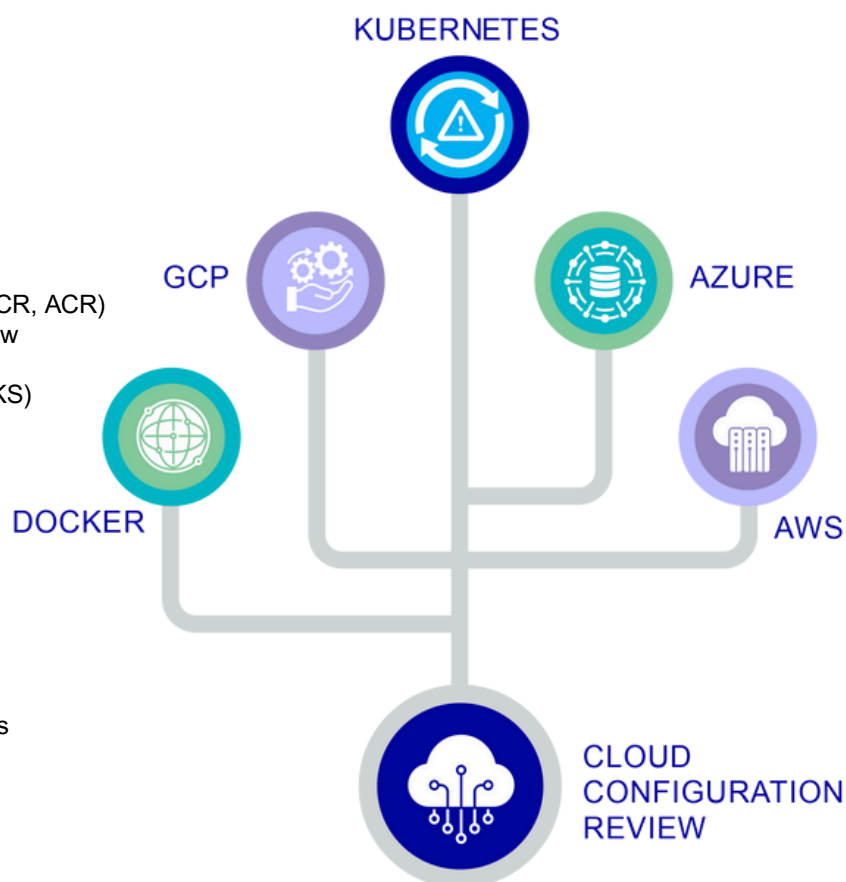 KUBERNETES
GCP
AZURE
CR, ACR)
w
KS)
DOCKER
AWS
s
CLOUD
CONFIGURATION
REVIEW